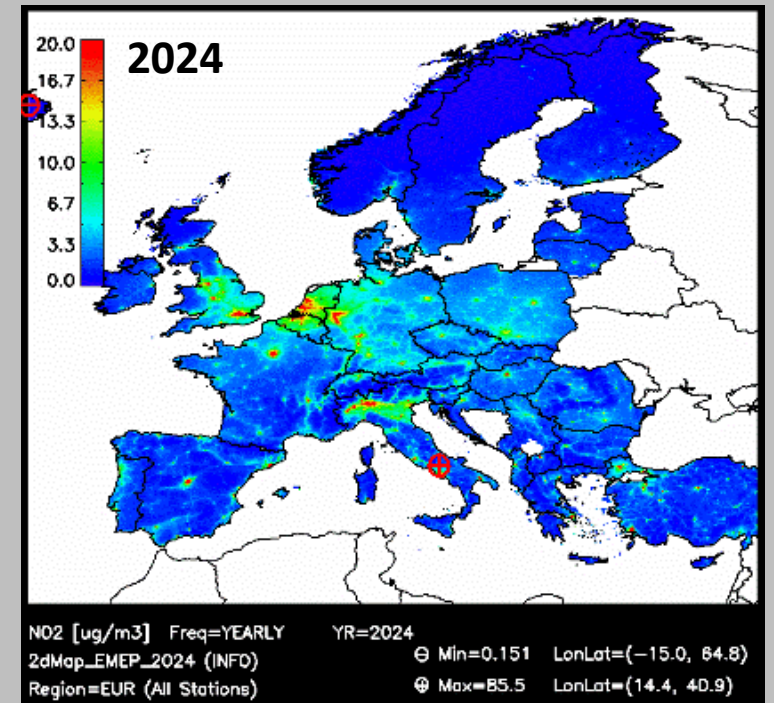 2024
20.0
16.7
13.3
10.0
6.7
3.3
0.0
NO2 [ug/m3] Freq=YEARLY YR=2024
2dMap_EMEP_2024 (INFO) ⊖ Min=0.151 LonLat=(−15.0, 64.8)
Region=EUR (All Stations) ⊕ Max=85.5 LonLat=(14.4, 40.9)